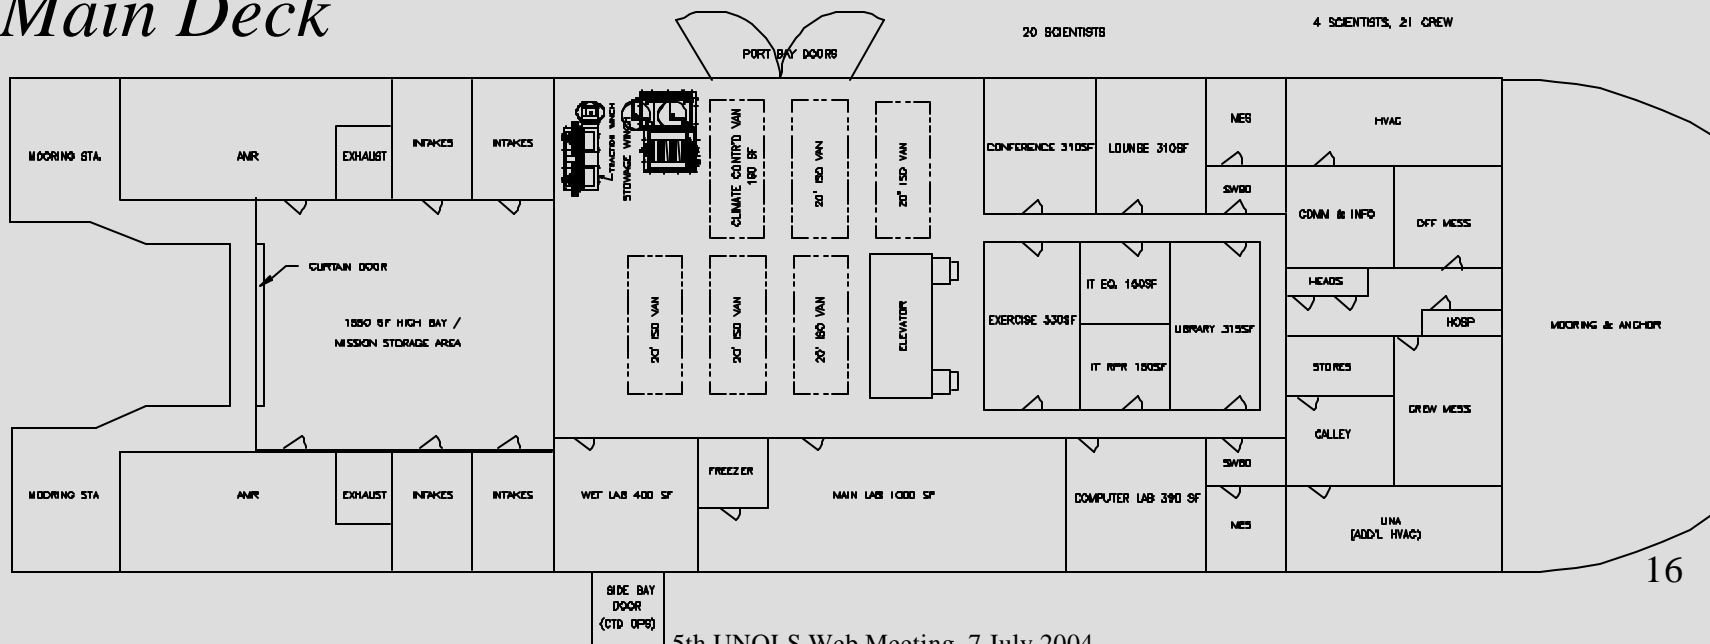 Main Deck
20 SCIENTISTS
4 SCIENTISTS, 21 CREW
PORT BAY DOORS
MOORING STA.
AMR
EXHAUST
INTAKES
INTAKES
TRACTION WINCH
STOWAGE WINCH
CLIMATE CONTR'D VAN
160 SF
20' ISO VAN
20' ISO VAN
CONFERENCE 310SF
LOUNGE 310SF
MES
SWBD
HVAC
COMM & INFO
OFF MESS
CURTAIN DOOR
1550 SF HIGH BAY /
MISSION STORAGE AREA
20' ISO VAN
20' ISO VAN
20' ISO VAN
ELEVATOR
EXERCISE 330SF
IT EQ. 160SF
IT RPR 160SF
LIBRARY 315SF
HEADS
HOSP
MOORING & ANCHOR
STORES
CREW MESS
GALLEY
MOORING STA
AMR
EXHAUST
INTAKES
INTAKES
WET LAB 400 SF
FREEZER
MAIN LAB 1000 SF
COMPUTER LAB 390 SF
SWBD
MES
UNA
(ADD'L HVAC)
16
SIDE BAY
DOOR
(CTD OPS)
5th UNOLS Web Meeting, 7 July 2004